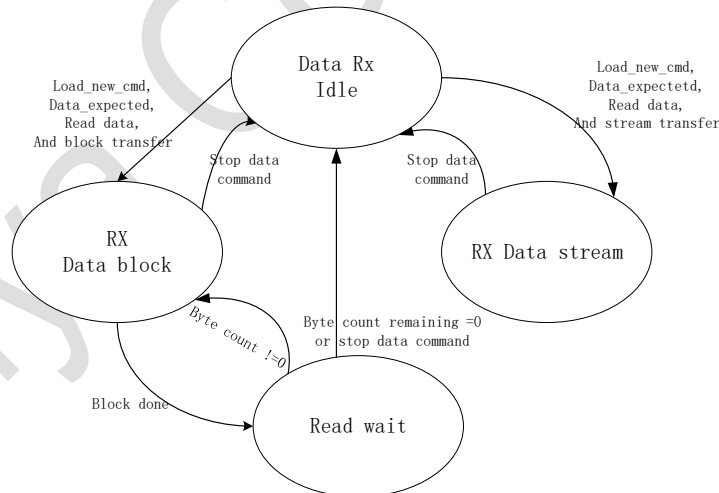 Data Rx
Idle
Load_new_cmd,
Data_expected,
Read data,
And block transfer
Load_new_cmd,
Data_expectetd,
Read data,
And stream transfer
Stop data
command
Stop data
command
RX
Data block
RX Data stream
Byte count !=0
Byte count remaining =0
or stop data command
Block done
Read wait